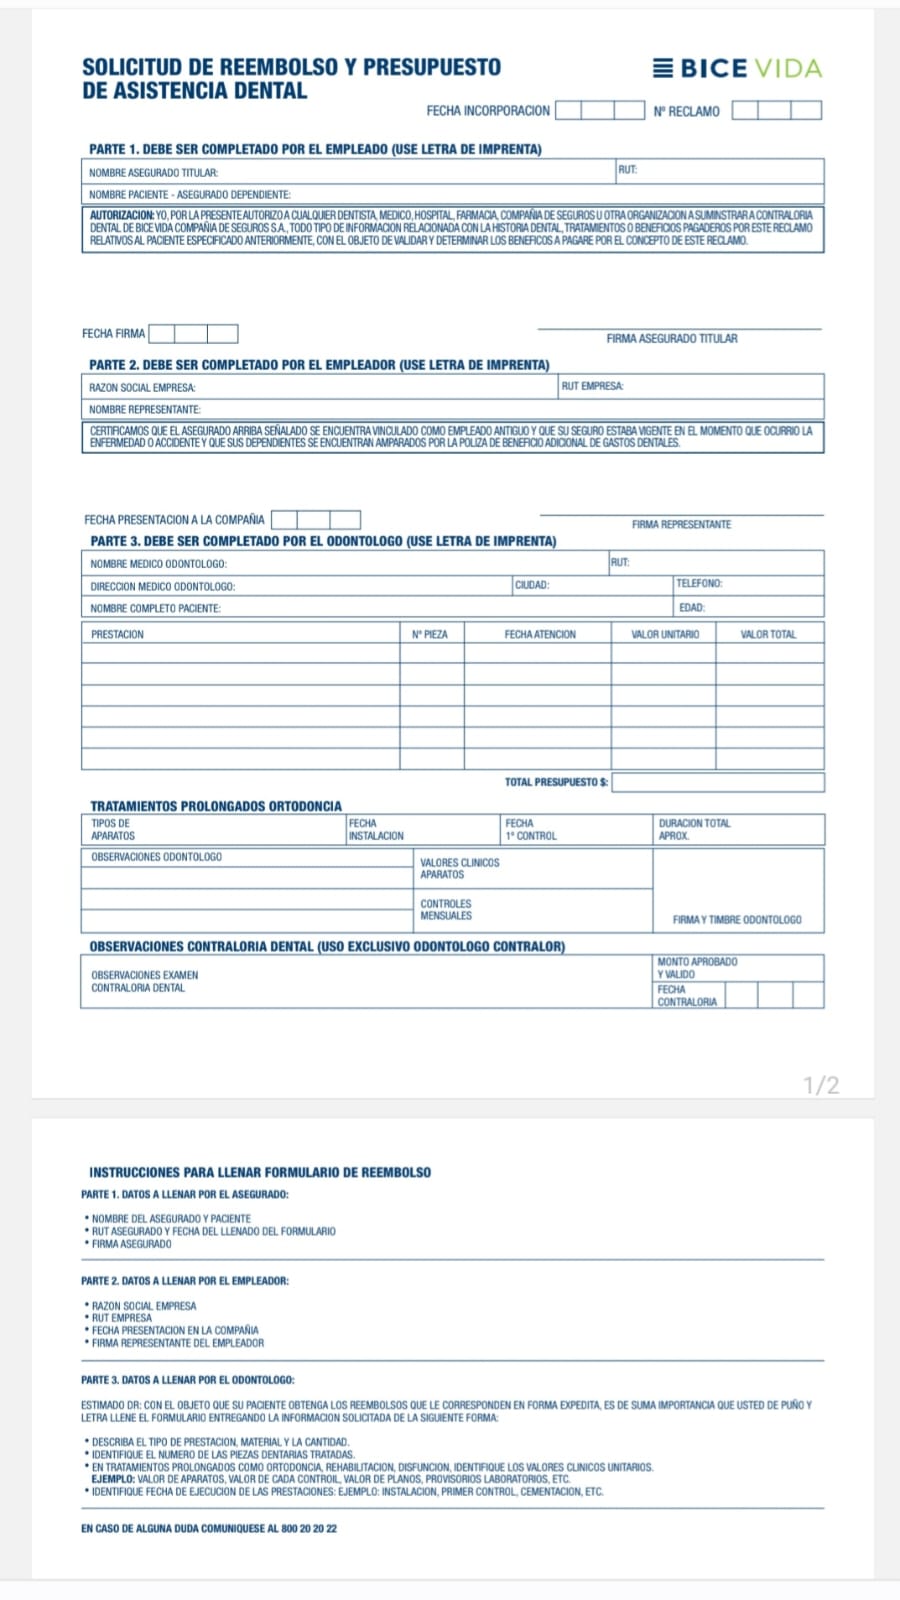 SOLICITUD DE REEMBOLSO Y PRESUPUESTO
DE ASISTENCIA DENTAL
BICE VIDA
FECHA INCORPORACION
Nº RECLAMO
PARTE 1. DEBE SER COMPLETADO POR EL EMPLEADO (USE LETRA DE IMPRENTA)
NOMBRE ASEGURADO TITULAR:
RUT:
NOMBRE PACIENTE - ASEGURADO DEPENDIENTE:
AUTORIZACION: YO, POR LA PRESENTE AUTORIZO A CUALQUIER DENTISTA, MEDICO, HOSPITAL, FARMACIA, COMPAÑIA DE SEGUROS U OTRA ORGANIZACION A SUMINSTRAR A CONTRALORIA
DENTAL DE BICE VIDA COMPAÑIA DE SEGUROS S.A., TODO TIPO DE INFORMACION RELACIONADA CON LA HISTORIA DENTAL, TRATAMIENTOS O BENEFICIOS PAGADEROS POR ESTE RECLAMO
RELATIVOS AL PACIENTE ESPECIFICADO ANTERIORMENTE, CON EL OBJETO DE VALIDAR Y DETERMINAR LOS BENEFICOS A PAGARE POR EL CONCEPTO DE ESTE RECLAMO.
FECHA FIRMA
FIRMA ASEGURADO TITULAR
PARTE 2. DEBE SER COMPLETADO POR EL EMPLEADOR (USE LETRA DE IMPRENTA)
RAZON SOCIAL EMPRESA:
RUT EMPRESA:
NOMBRE REPRESENTANTE:
CERTIFICAMOS QUE EL ASEGURADO ARRIBA SEÑALADO SE ENCUENTRA VINCULADO COMO EMPLEADO ANTIGUO Y QUE SU SEGURO ESTABA VIGENTE EN EL MOMENTO QUE OCURRIO LA
ENFERMEDAD O ACCIDENTE Y QUE SUS DEPENDIENTES SE ENCUENTRAN AMPARADOS POR LA POLIZA DE BENEFICIO ADICIONAL DE GASTOS DENTALES.
FECHA PRESENTACION A LA COMPAÑIA
FIRMA REPRESENTANTE
PARTE 3. DEBE SER COMPLETADO POR EL ODONTOLOGO (USE LETRA DE IMPRENTA)
NOMBRE MEDICO ODONTOLOGO:
RUT:
DIRECCION MEDICO ODONTOLOGO:
CIUDAD:
TELEFONO:
NOMBRE COMPLETO PACIENTE:
EDAD:
PRESTACION
Nº PIEZA
FECHA ATENCION
VALOR UNITARIO
VALOR TOTAL
TOTAL PRESUPUESTO $:
TRATAMIENTOS PROLONGADOS ORTODONCIA
TIPOS DE
APARATOS
FECHA
INSTALACION
FECHA
1º CONTROL
DURACION TOTAL
APROX.
OBSERVACIONES ODONTOLOGO
VALORES CLINICOS
APARATOS
CONTROLES
MENSUALES
FIRMA Y TIMBRE ODONTOLOGO
OBSERVACIONES CONTRALORIA DENTAL (USO EXCLUSIVO ODONTOLOGO CONTRALOR)
OBSERVACIONES EXAMEN
CONTRALORIA DENTAL
MONTO APROBADO
Y VALIDO
FECHA
CONTRALORIA
1/2
INSTRUCCIONES PARA LLENAR FORMULARIO DE REEMBOLSO
PARTE 1. DATOS A LLENAR POR EL ASEGURADO:
* NOMBRE DEL ASEGURADO Y PACIENTE
* RUT ASEGURADO Y FECHA DEL LLENADO DEL FORMULARIO
* FIRMA ASEGURADO
PARTE 2. DATOS A LLENAR POR EL EMPLEADOR:
* RAZON SOCIAL EMPRESA
* RUT EMPRESA
* FECHA PRESENTACION EN LA COMPAÑIA
* FIRMA REPRESENTANTE DEL EMPLEADOR
PARTE 3. DATOS A LLENAR POR EL ODONTOLOGO:
ESTIMADO DR: CON EL OBJETO QUE SU PACIENTE OBTENGA LOS REEMBOLSOS QUE LE CORRESPONDEN EN FORMA EXPEDITA, ES DE SUMA IMPORTANCIA QUE USTED DE PUÑO Y
LETRA LLENE EL FORMULARIO ENTREGANDO LA INFORMACION SOLICITADA DE LA SIGUIENTE FORMA:
* DESCRIBA EL TIPO DE PRESTACION, MATERIAL Y LA CANTIDAD.
* IDENTIFIQUE EL NUMERO DE LAS PIEZAS DENTARIAS TRATADAS.
* EN TRATAMIENTOS PROLONGADOS COMO ORTODONCIA, REHABILITACION, DISFUNCION, IDENTIFIQUE LOS VALORES CLINICOS UNITARIOS.
EJEMPLO: VALOR DE APARATOS, VALOR DE CADA CONTROIL, VALOR DE PLANOS, PROVISORIOS LABORATORIOS, ETC.
* IDENTIFIQUE FECHA DE EJECUCION DE LAS PRESTACIONES: EJEMPLO: INSTALACION, PRIMER CONTROL, CEMENTACION, ETC.
EN CASO DE ALGUNA DUDA COMUNIQUESE AL 800 20 20 22